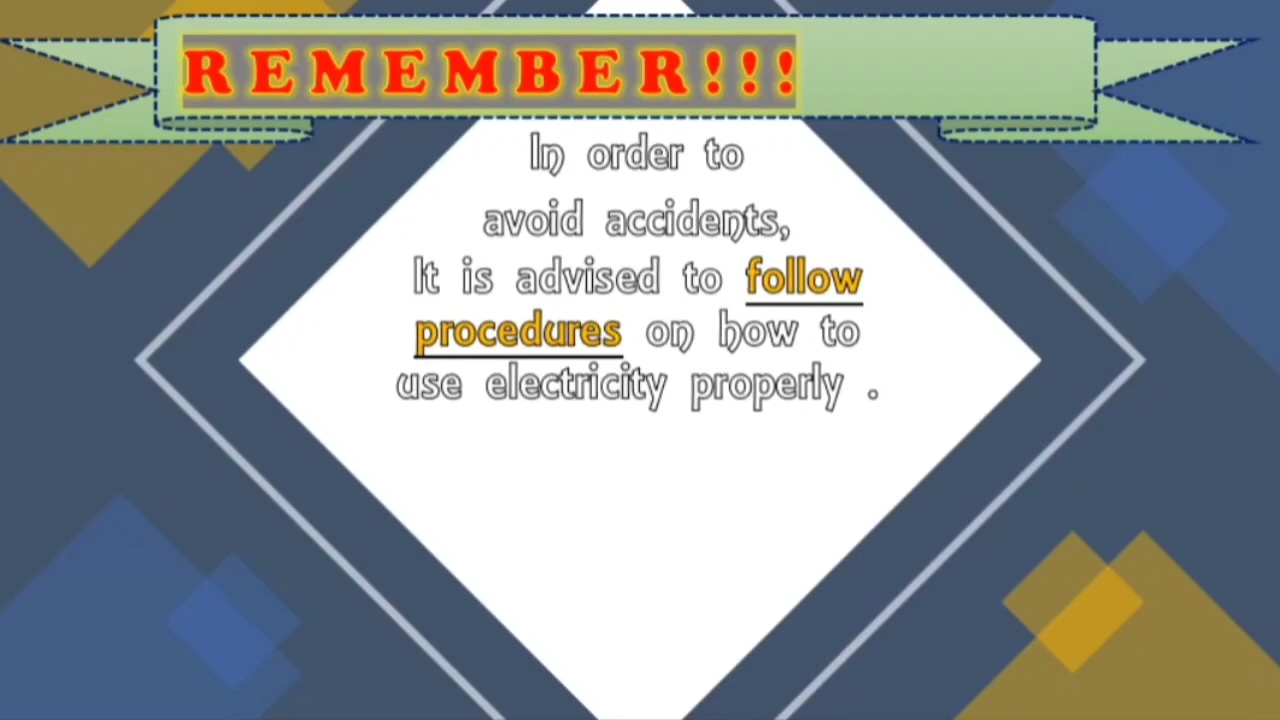 REMEMBER!!!
In order to
avoid accidents,
It is advised to follow
procedures on how to
use electricity properly .